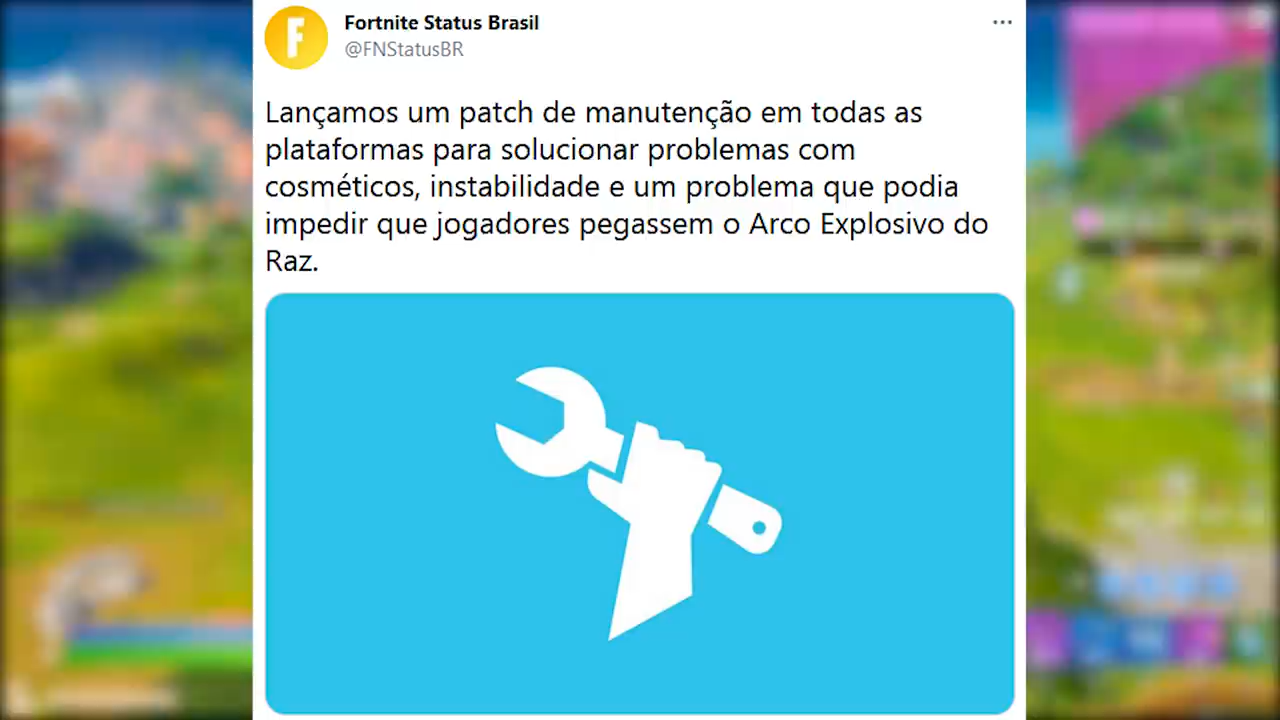 Fortnite Status Brasil
@FNStatusBR
Lançamos um patch de manutenção em todas as
plataformas para solucionar problemas com
cosméticos, instabilidade e um problema que podia
impedir que jogadores pegassem o Arco Explosivo do
Raz.